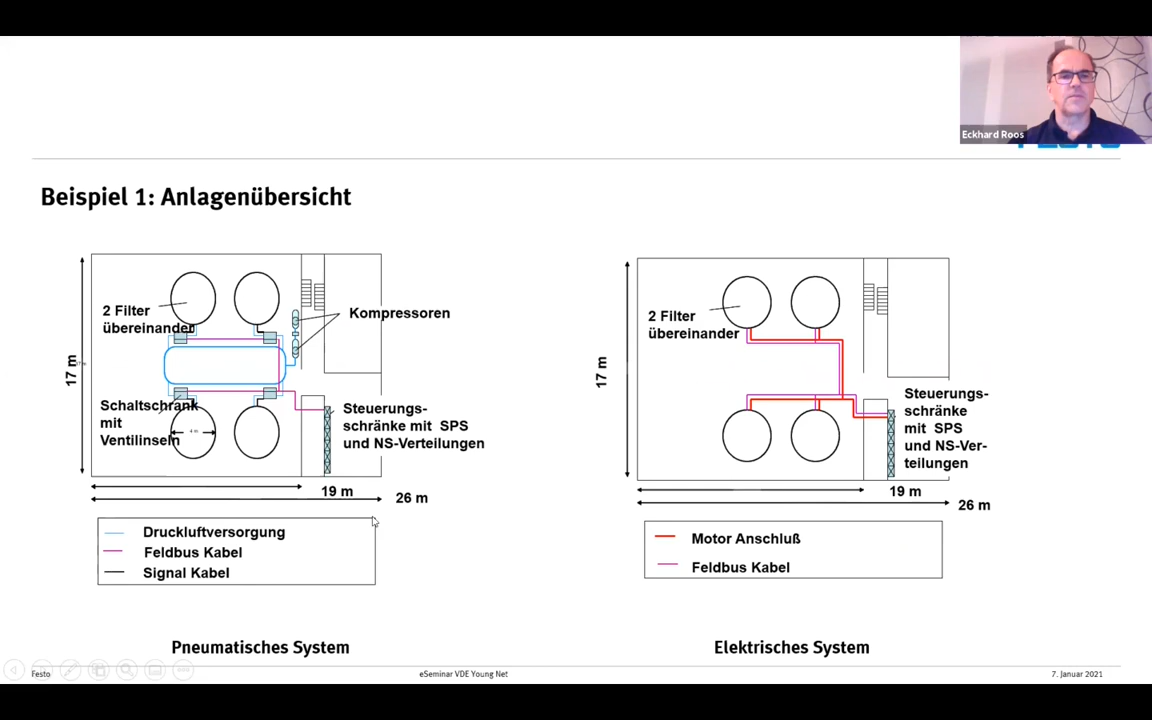 Eckhard Roos
Beispiel 1: Anlagenübersicht
2 Filter
übereinander
Kompressoren
17 m
Schaltschrank
mit
Ventilinseln
4 m
Steuerungs-
schränke mit SPS
und NS-Verteilungen
19 m
26 m
Druckluftversorgung
Feldbus Kabel
Signal Kabel
Pneumatisches System
2 Filter
übereinander
17 m
Steuerungs-
schränke
mit SPS
und NS-Ver-
teilungen
19 m
26 m
Motor Anschluß
Feldbus Kabel
Elektrisches System
Festo
eSeminar VDE Young Net
7. Januar 2021